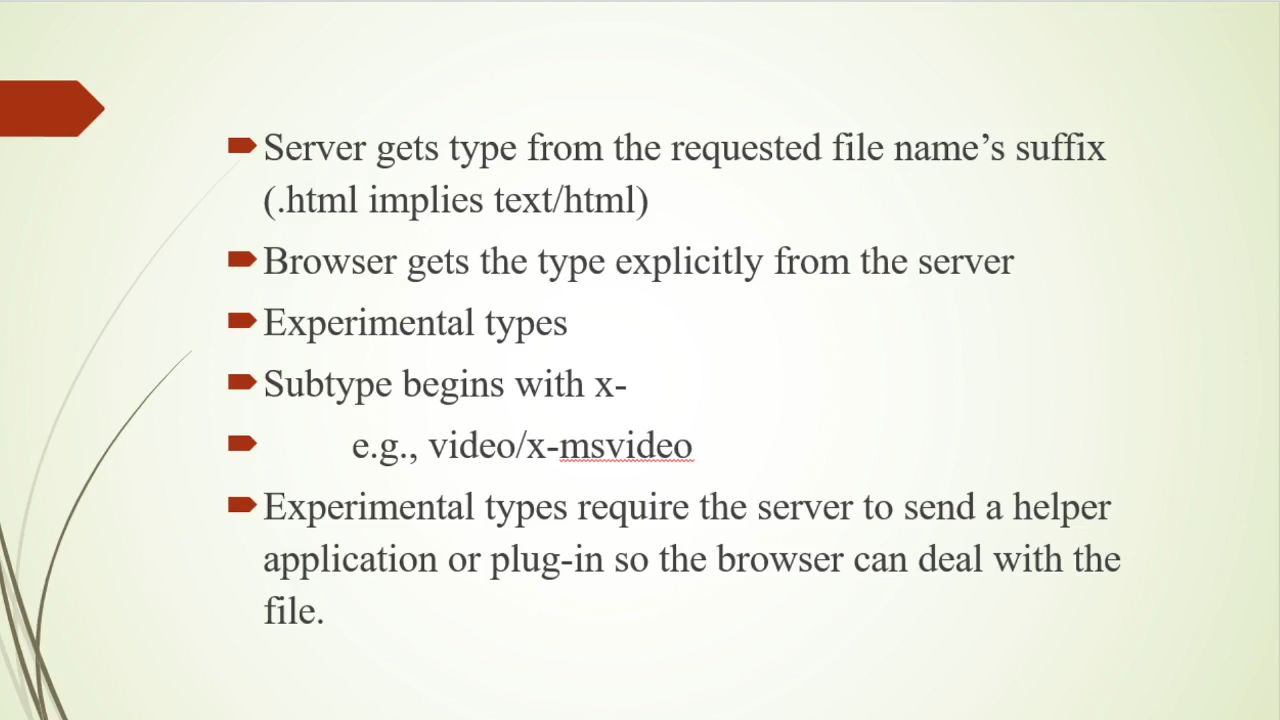 Server gets type from the requested file name’s suffix
(.html implies text/html)
Browser gets the type explicitly from the server
Experimental types
Subtype begins with x-
e.g., video/x-msvideo
Experimental types require the server to send a helper
application or plug-in so the browser can deal with the
file.